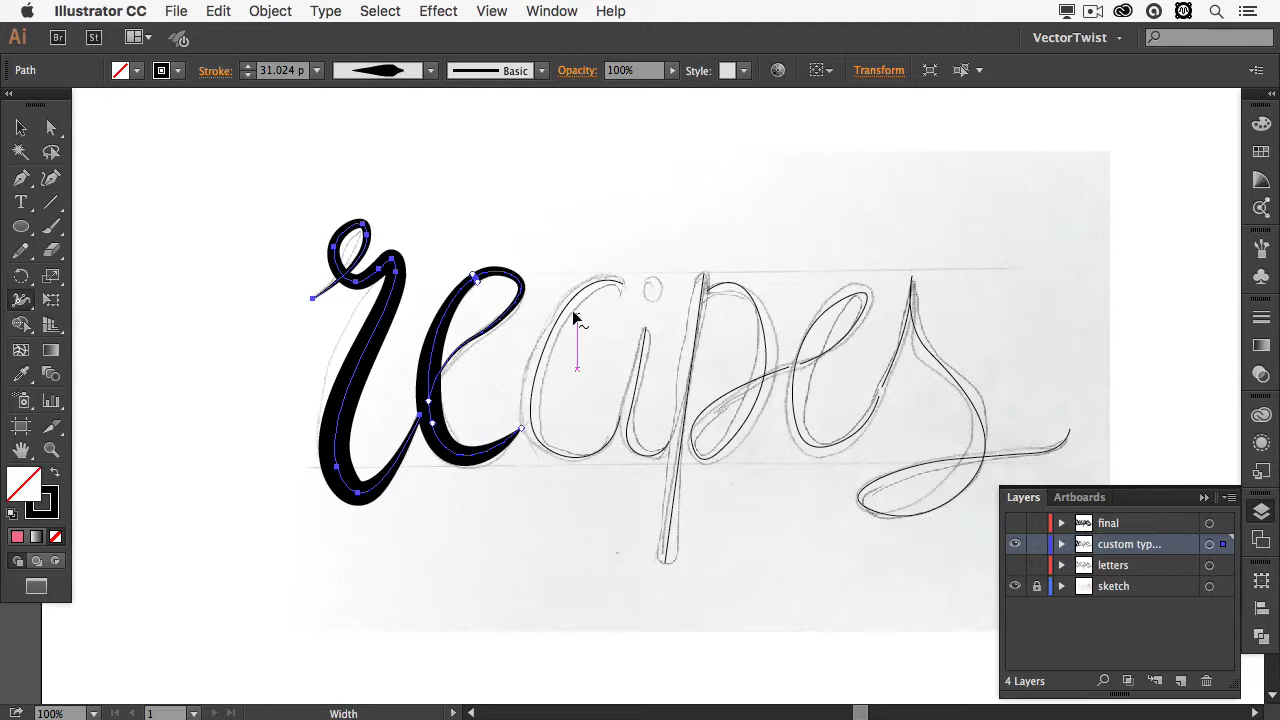 Illustrator CC File Edit Object Type Select Effect View Window Help
Ai Br St VectorTwist
Path Stroke: 31.024 p Basic Opacity: 100% Style: Transform
recipes
Layers Artboards
final
custom typ...
letters
sketch
4 Layers
100% 1 Width